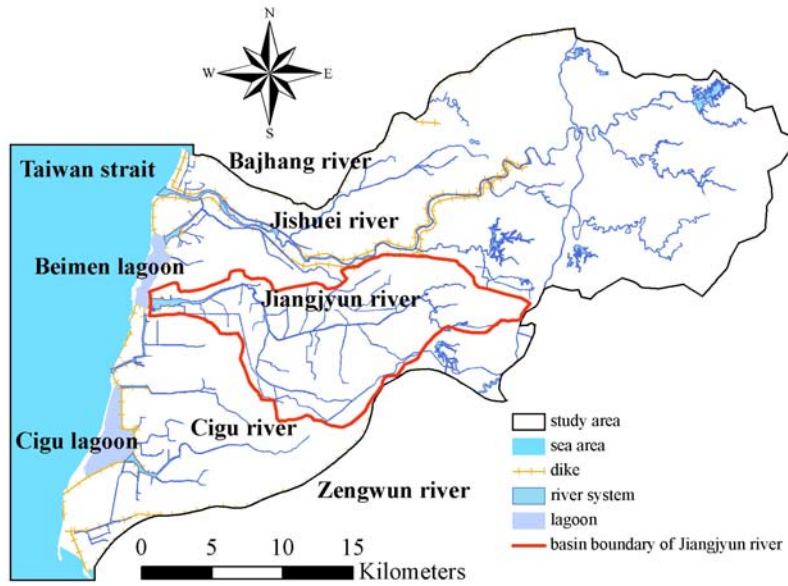 N
W
E
S
Taiwan strait
Bajhang river
Jishuei river
Beimen lagoon
Jiangjyun river
Cigu lagoon
Cigu river
Zengwun river
study area
sea area
dike
river system
lagoon
basin boundary of Jiangjyun river
0 5 10 15
Kilometers